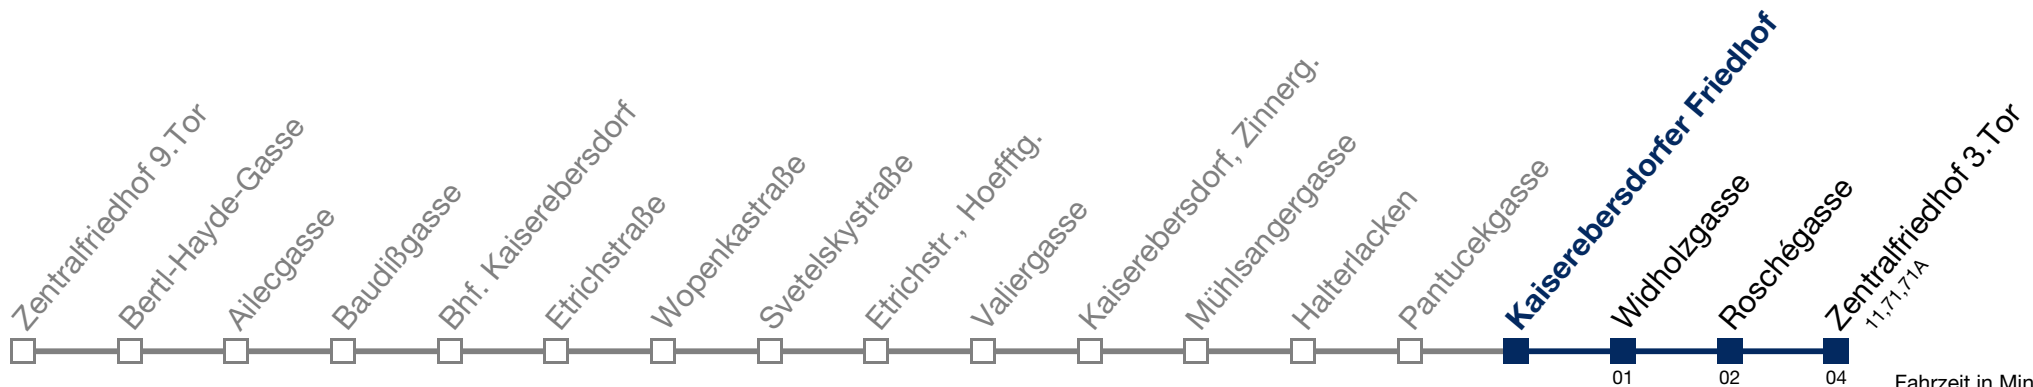 Zentralfriedhof 9.Tor
Bertl-Hayde-Gasse
Ailecgasse
Baudißgasse
Bhf. Kaiserebersdorf
Etrichstraße
Wopenkastraße
Svetelskystraße
Etrichstr., Hoefftg.
Valiergasse
Kaiserebersdorf, Zinnerg.
Mühlsangergasse
Halterlacken
Pantucekgasse
Kaiserebersdorfer Friedhof
Widholzgasse
Roschégasse
Zentralfriedhof 3.Tor
11,71,71A
01
02
04
Fahrzeit in Min